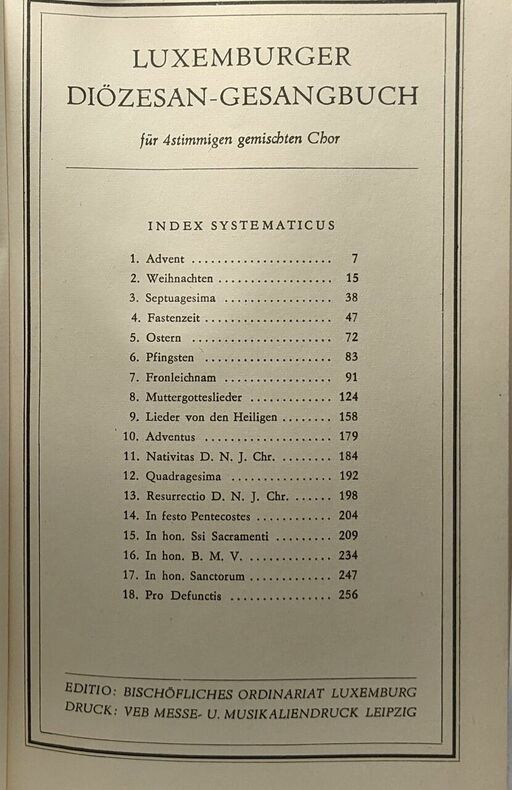 LUXEMBURGER
DIÖZESAN-GESANGBUCH
für 4stimmigen gemischten Chor
INDEX SYSTEMATICUS
1. Advent ...................... 7
2. Weihnachten .................. 15
3. Septuagesima ................. 38
4. Fastenzeit .................... 47
5. Ostern ....................... 72
6. Pfingsten .................... 83
7. Fronleichnam ................. 91
8. Muttergotteslieder ............ 124
9. Lieder von den Heiligen ........ 158
10. Adventus .................... 179
11. Nativitas D. N. J. Chr. ........ 184
12. Quadragesima ................ 192
13. Resurrectio D. N. J. Chr. ...... 198
14. In festo Pentecostes ............ 204
15. In hon. Ssi Sacramenti ......... 209
16. In hon. B. M. V. ............. 234
17. In hon. Sanctorum ............. 247
18. Pro Defunctis ................ 256
EDITIO: BISCHÖFLICHES ORDINARIAT LUXEMBURG
DRUCK: VEB MESSE- U. MUSIKALIENDRUCK LEIPZIG